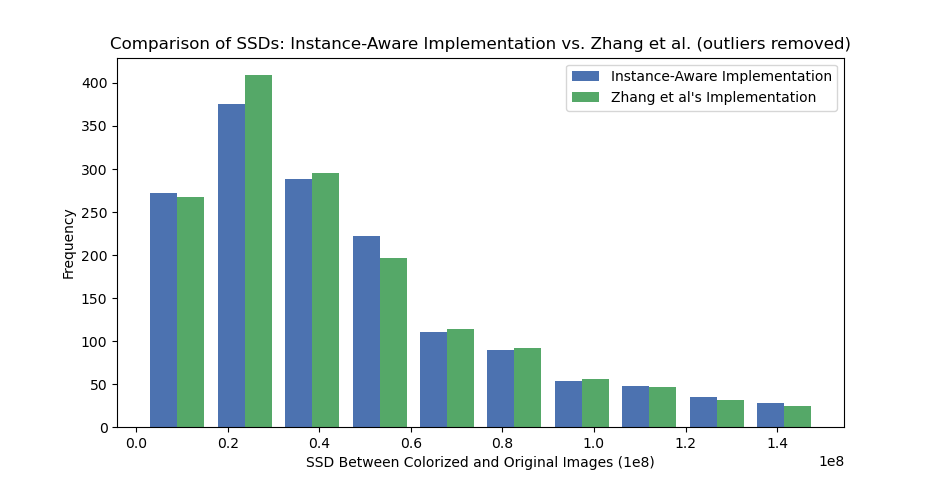 Comparison of SSDs: Instance-Aware Implementation vs. Zhang et al. (outliers removed)
Instance-Aware Implementation
Zhang et al's Implementation
400
350
300
250
200
150
100
50
0
Frequency
0.0 0.2 0.4 0.6 0.8 1.0 1.2 1.4
1e8
SSD Between Colorized and Original Images (1e8)